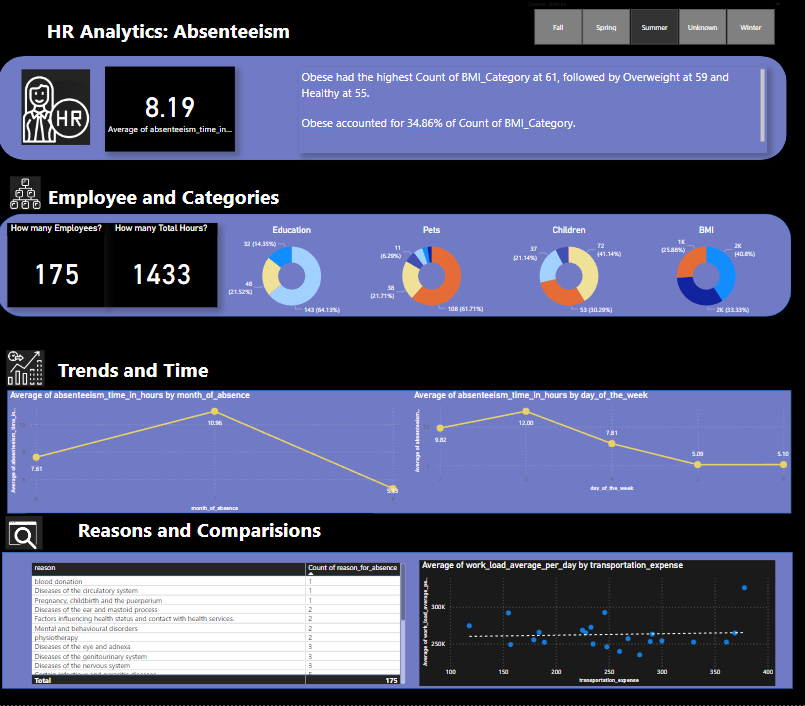 HR Analytics: Absenteeism
Fall
Spring
Summer
Unknown
Winter
HR
8.19
Average of absenteeism_time_in...
Obese had the highest Count of BMI_Category at 61, followed by Overweight at 59 and
Healthy at 55.
Obese accounted for 34.86% of Count of BMI_Category.
Employee and Categories
How many Employees?
175
How many Total Hours?
1433
Education
32 (14.35%)
48
(21.52%)
143 (64.13%)
Pets
11
(6.29%)
38
(21.71%)
108 (61.71%)
Children
37
(21.14%)
72
(41.14%)
53 (30.29%)
BMI
1K
(25.88%)
2K
(40.8%)
2K (33.33%)
Trends and Time
Average of absenteeism_time_in_hours by month_of_absence
Average of absenteeism_time_in...
7.61
10.96
month_of_absence
Average of absenteeism_time_in_hours by day_of_the_week
Average of absenteeism...
9.82
12.00
7.81
5.09
5.10
day_of_the_week
Reasons and Comparisions
reason
Count of reason_for_absence
blood donation
1
Diseases of the circulatory system
1
Pregnancy, childbirth and the puerperium
1
Diseases of the ear and mastoid process
2
Factors influencing health status and contact with health services.
2
Mental and behavioural disorders
2
physiotherapy
2
Diseases of the eye and adnexa
3
Diseases of the genitourinary system
3
Diseases of the nervous system
3
Total
175
Average of work_load_average_per_day by transportation_expense
Average of work_load_average_pe...
300K
250K
100
150
200
250
300
350
400
transportation_expense